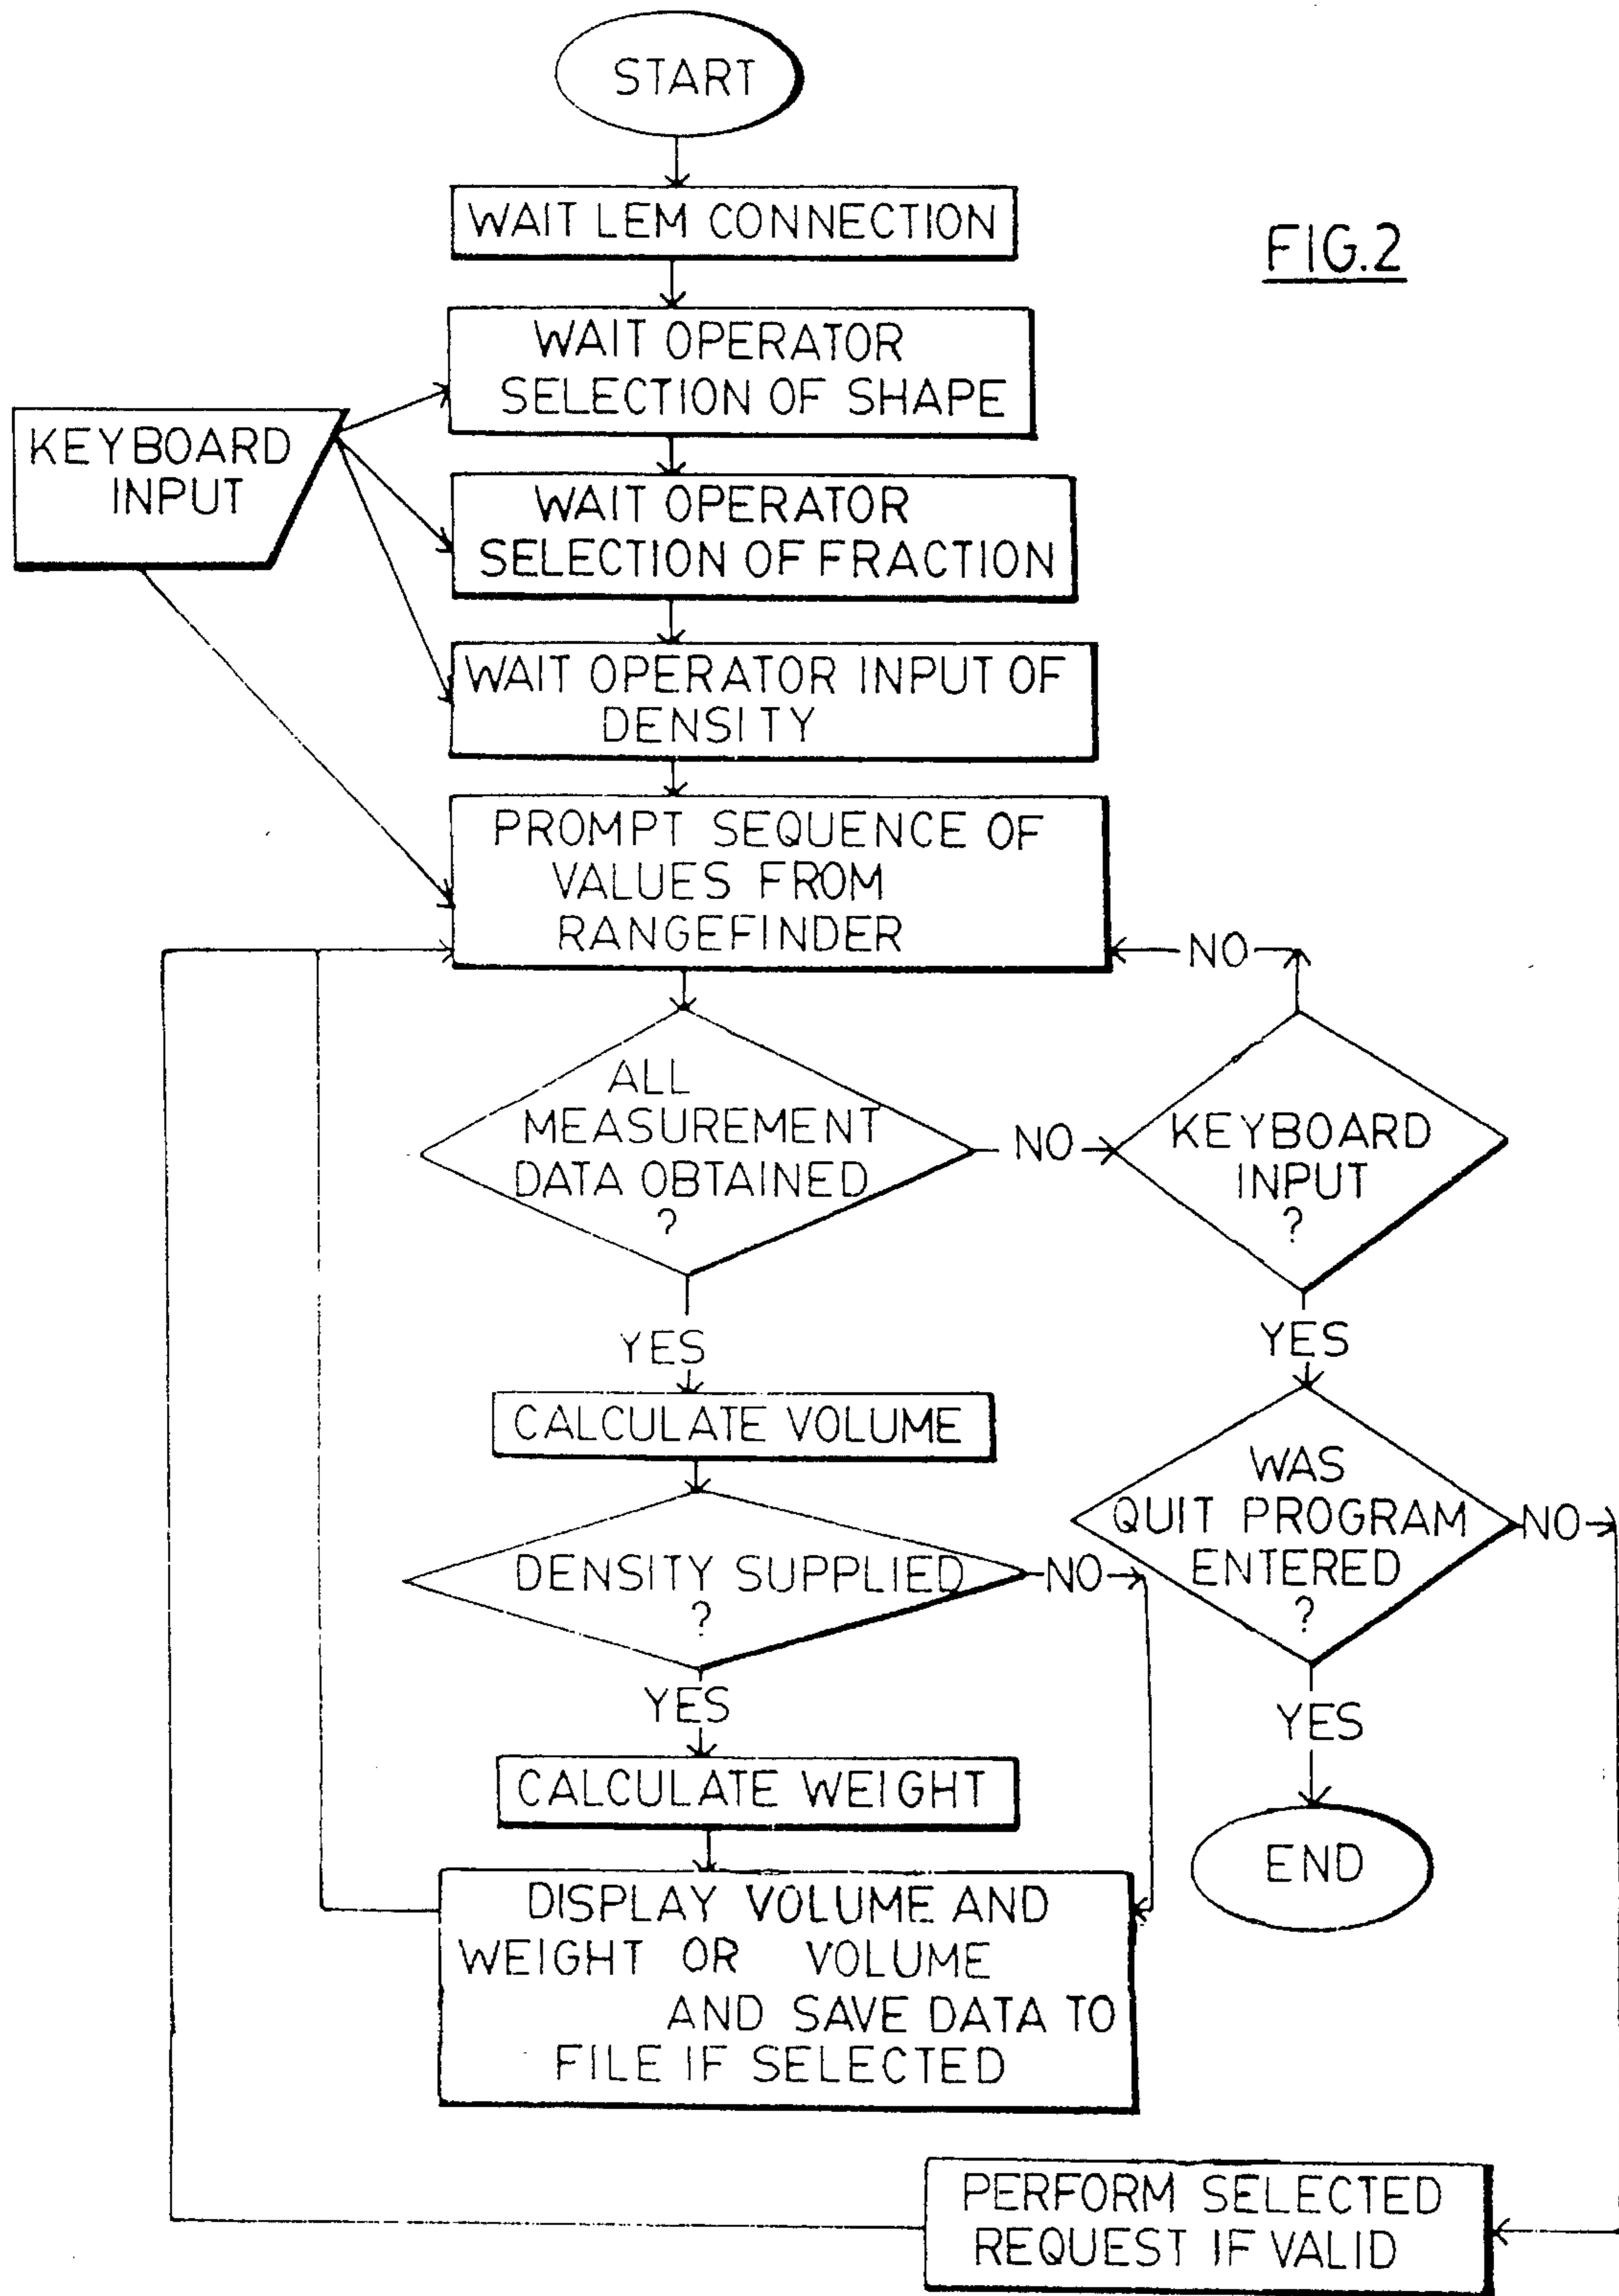 START
WAIT LEM CONNECTION
FIG.2
WAIT OPERATOR
SELECTION OF SHAPE
KEYBOARD
INPUT
WAIT OPERATOR
SELECTION OF FRACTION
WAIT OPERATOR INPUT OF
DENSITY
PROMPT SEQUENCE OF
VALUES FROM
RANGEFINDER
NO
ALL
MEASUREMENT
DATA OBTAINED
?
NO
KEYBOARD
INPUT
?
YES
YES
CALCULATE VOLUME
WAS
QUIT PROGRAM
ENTERED
?
NO
DENSITY SUPPLIED
?
NO
YES
YES
CALCULATE WEIGHT
END
DISPLAY VOLUME AND
WEIGHT OR VOLUME
AND SAVE DATA TO
FILE IF SELECTED
PERFORM SELECTED
REQUEST IF VALID